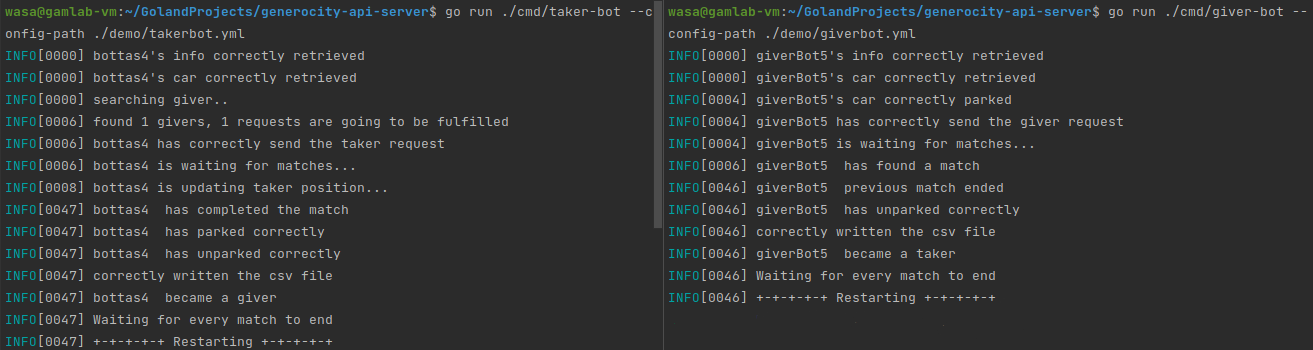 wasa@gamlab-vm:~/GolandProjects/generocity-api-server$ go run ./cmd/taker-bot --c
onfig-path ./demo/takerbot.yml
INFO[0000] bottas4's info correctly retrieved
INFO[0000] bottas4's car correctly retrieved
INFO[0000] searching giver..
INFO[0006] found 1 givers, 1 requests are going to be fulfilled
INFO[0006] bottas4 has correctly send the taker request
INFO[0006] bottas4 is waiting for matches...
INFO[0008] bottas4 is updating taker position...
INFO[0047] bottas4  has completed the match
INFO[0047] bottas4  has parked correctly
INFO[0047] bottas4  has unparked correctly
INFO[0047] correctly written the csv file
INFO[0047] bottas4  became a giver
INFO[0047] Waiting for every match to end
INFO[0047] +-+-+-+-+ Restarting +-+-+-+-+
wasa@gamlab-vm:~/GolandProjects/generocity-api-server$ go run ./cmd/giver-bot --
config-path ./demo/giverbot.yml
INFO[0000] giverBot5's info correctly retrieved
INFO[0000] giverBot5's car correctly retrieved
INFO[0004] giverBot5's car correctly parked
INFO[0004] giverBot5 has correctly send the giver request
INFO[0004] giverBot5 is waiting for matches...
INFO[0006] giverBot5  has found a match
INFO[0046] giverBot5  previous match ended
INFO[0046] giverBot5  has unparked correctly
INFO[0046] correctly written the csv file
INFO[0046] giverBot5  became a taker
INFO[0046] Waiting for every match to end
INFO[0046] +-+-+-+-+ Restarting +-+-+-+-+